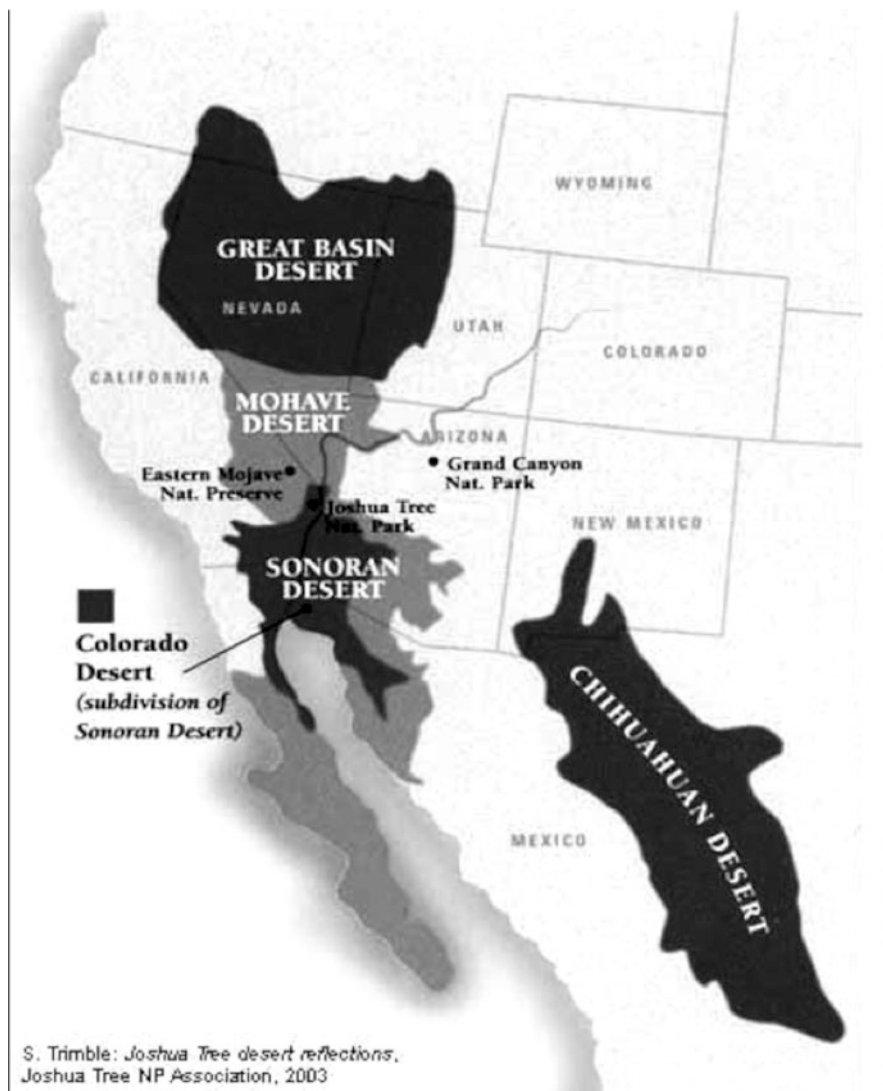 WYOMING
GREAT BASIN
DESERT
NEVADA
UTAH
COLORADO
CALIFORNIA
MOHAVE
DESERT
ARIZONA
Eastern Mojave
Nat. Preserve
Grand Canyon
Nat. Park
Joshua Tree
Nat. Park
NEW MEXICO
SONORAN
DESERT
Colorado
Desert
(subdivision of
Sonoran Desert)
CHIHUAHUAN DESERT
MEXICO
S. Trimble: Joshua Tree desert reflections,
Joshua Tree NP Association, 2003